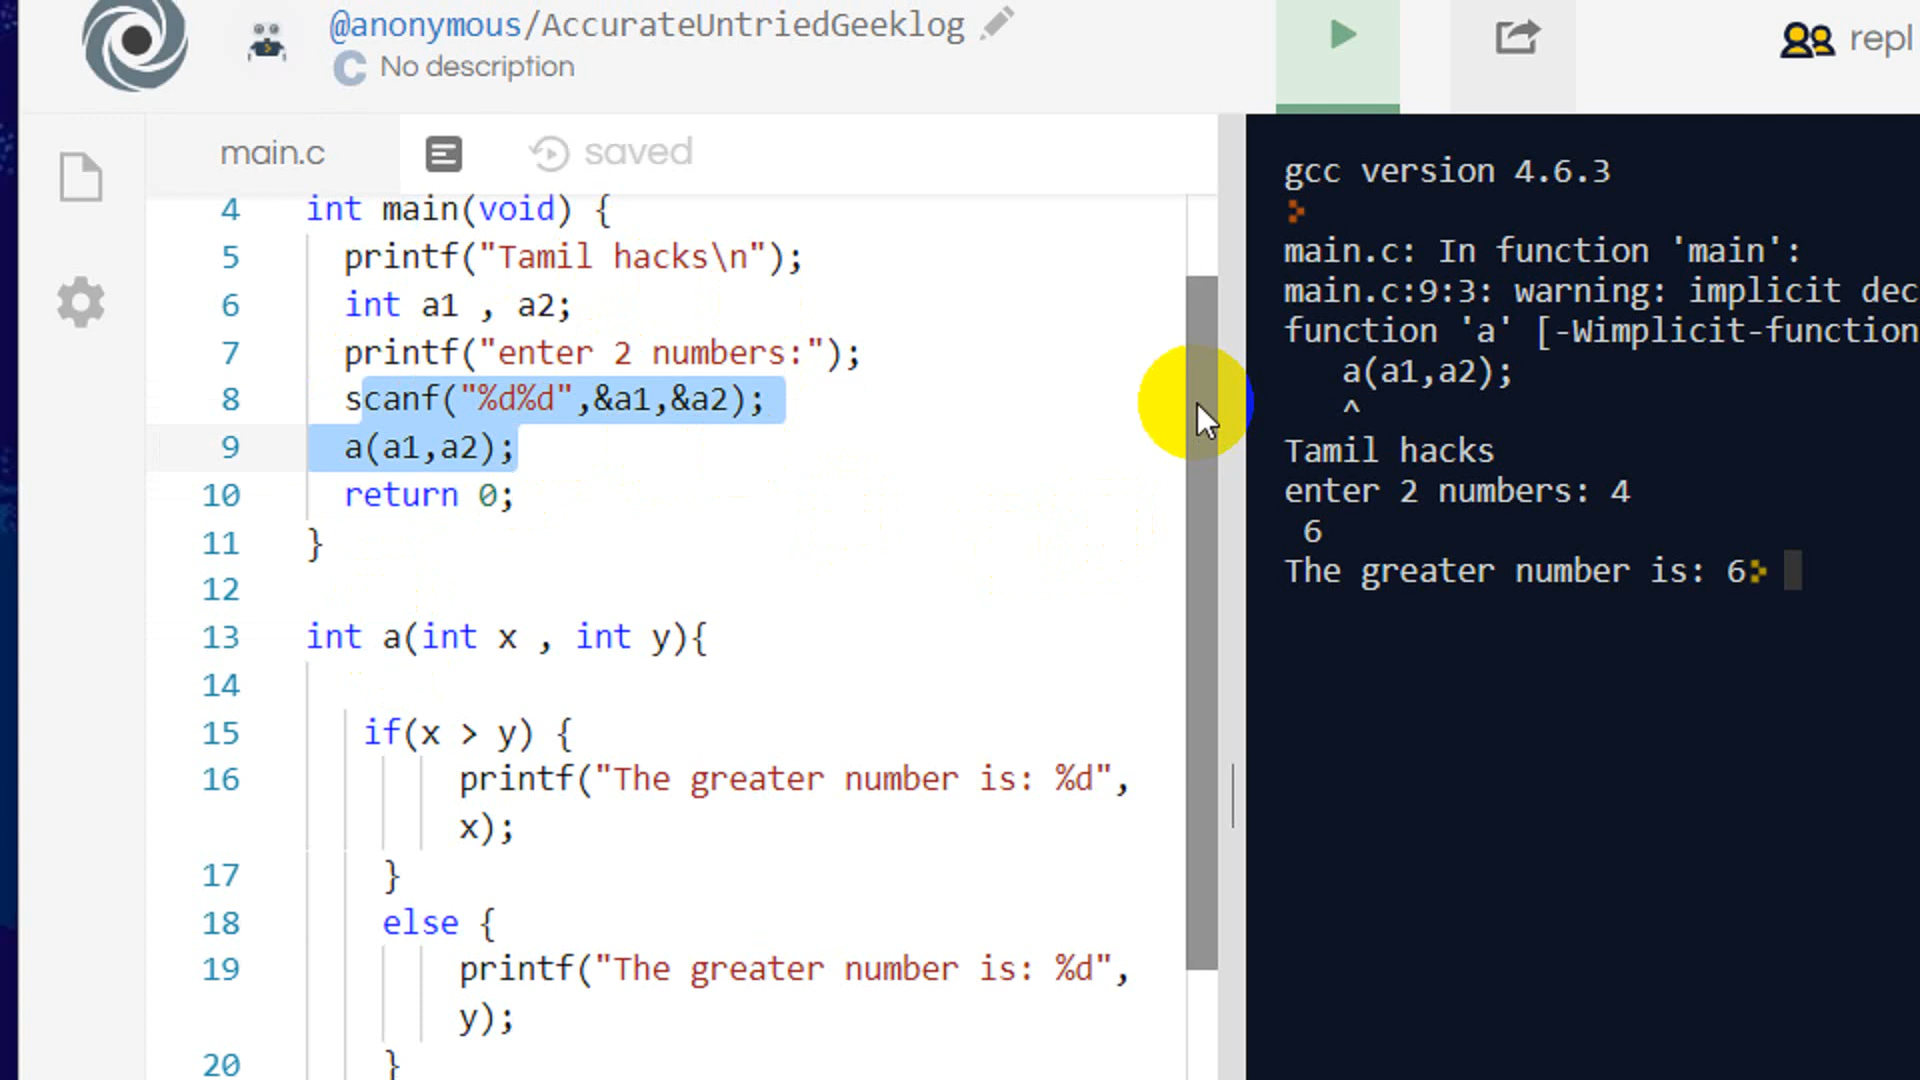 @anonymous/AccurateUntriedGeeklog
C No description
repl
main.c
saved
4 int main(void) {
5 printf("Tamil hacks\n");
6 int a1 , a2;
7 printf("enter 2 numbers:");
8 scanf("%d%d",&a1,&a2);
9 a(a1,a2);
10 return 0;
11 }
12
13 int a(int x , int y){
14
15 if(x > y) {
16 printf("The greater number is: %d",
x);
17 }
18 else {
19 printf("The greater number is: %d",
y);
20 }
gcc version 4.6.3
main.c: In function 'main':
main.c:9:3: warning: implicit dec
function 'a' [-Wimplicit-function
a(a1,a2);
^
Tamil hacks
enter 2 numbers: 4
6
The greater number is: 6